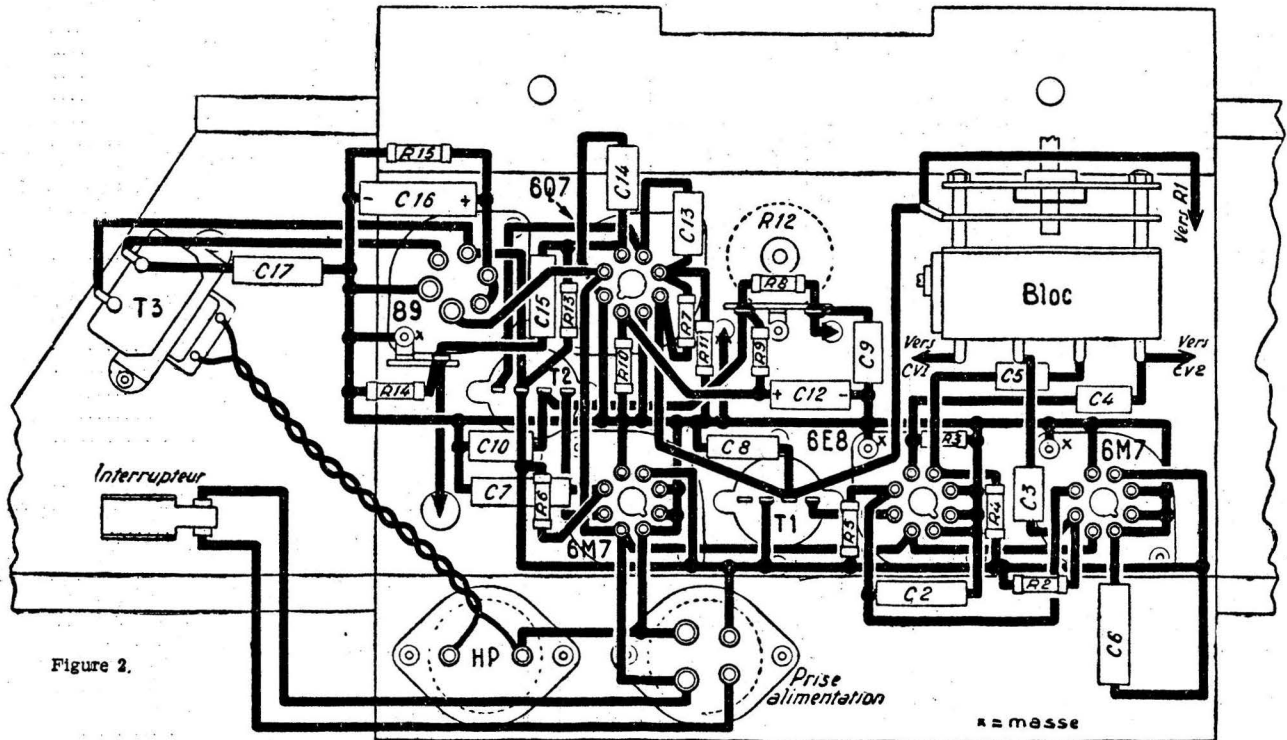 R15
- C16 +
6Q7
C14
C13
R12
Vers R1
C17
T3
89
x
C15
R13
R7
R11
R8
R9
C9
Bloc
Vers CV1
Vers CV2
C5
C4
R14
T2
R10
+ C12 -
C10
C8
6E8
x
R3
x
6M7
Interrupteur
C7
R6
6M7
T1
R5
R4
C3
R2
C2
C6
HP
Prise alimentation
Figure 2.
x = masse